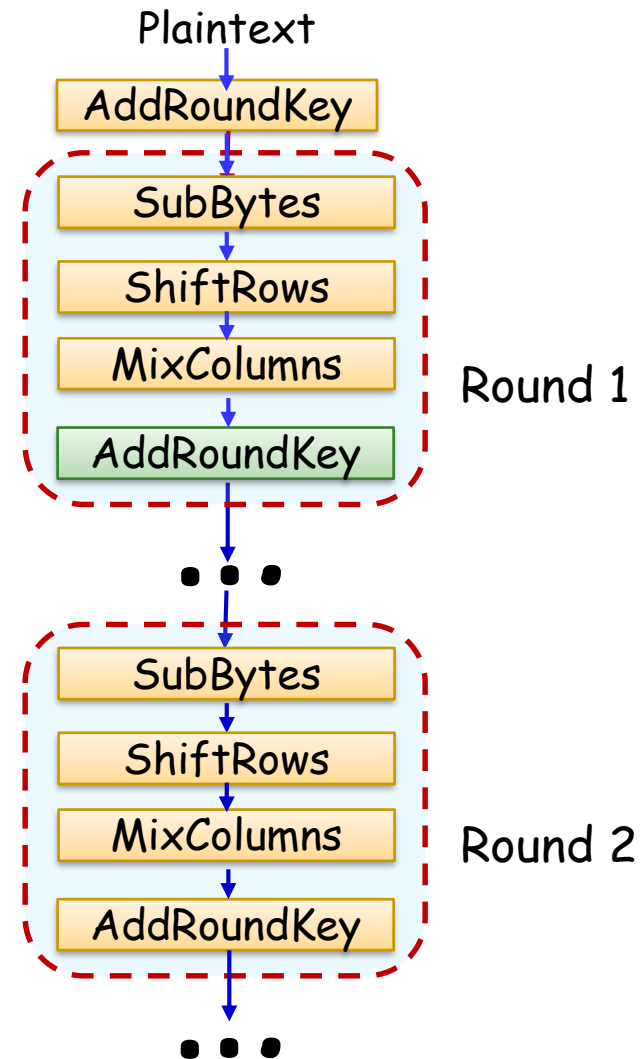 Plaintext
AddRoundKey
SubBytes
ShiftRows
MixColumns
Round 1
AddRoundKey
...
SubBytes
ShiftRows
MixColumns
Round 2
AddRoundKey
...